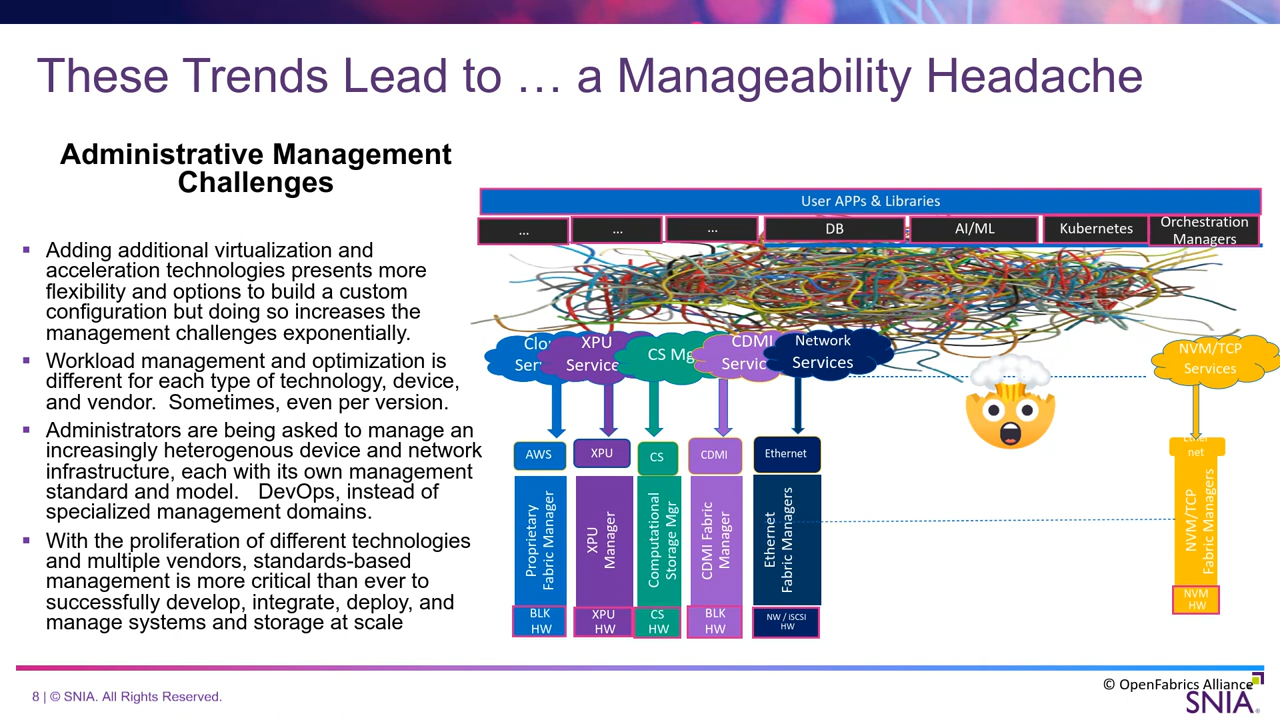 These Trends Lead to … a Manageability Headache
Administrative Management
Challenges
▪ Adding additional virtualization and
acceleration technologies presents more
flexibility and options to build a custom
configuration but doing so increases the
management challenges exponentially.
▪ Workload management and optimization is
different for each type of technology, device,
and vendor.  Sometimes, even per version.
▪ Administrators are being asked to manage an
increasingly heterogenous device and network
infrastructure, each with its own management
standard and model.   DevOps, instead of
specialized management domains.
▪ With the proliferation of different technologies
and multiple vendors, standards-based
management is more critical than ever to
successfully develop, integrate, deploy, and
manage systems and storage at scale
User APPs & Libraries
...
...
...
DB
AI/ML
Kubernetes
Orchestration
Managers
XPU
Service
CS Mg
CDMI
Servic
Network
Services
NVM/TCP
Services
AWS
XPU
CS
CDMI
Ethernet
net
Proprietary
Fabric Manager
XPU
Manager
Computational
Storage Mgr
CDMI Fabric
Manager
Ethernet
Fabric Managers
NVM/TCP
Fabric Managers
BLK
HW
XPU
HW
CS
HW
BLK
HW
NW / iSCSI
HW
NVM
HW
8 | © SNIA. All Rights Reserved.
© OpenFabrics Alliance
SNIA